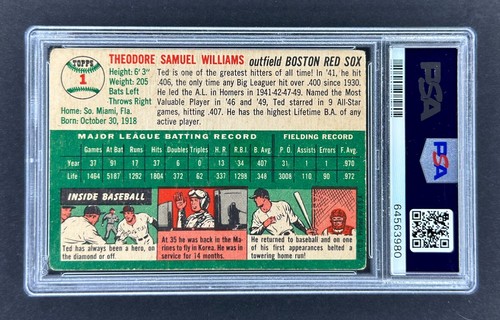 TOPPS
1
THEODORE SAMUEL WILLIAMS outfield BOSTON RED SOX
Height: 6'3"
Weight: 205
Bats Left
Throws Right
Home: So. Miami, Fla.
Born: October 30, 1918
Ted is one of the greatest hitters of all time! In '41, he hit
.406, the only time any Big Leaguer hit over .400 since 1930.
He led the A.L. in Homers in 1941-42-47-49. Named the Most
Valuable Player in '46 and '49, Ted starred in 9 All-Star
games, hitting .407. He has the highest Lifetime B.A. of any
active player.
MAJOR LEAGUE BATTING RECORD FIELDING RECORD
Games At Bat Runs Hits Doubles Triples H. R. R.B.I. B. Avg. P. O. Assists Errors F. Avg.
Year 37 91 17 37 6 0 13 34 .407 31 1 1 .970
Life 1464 5187 1292 1804 362 62 337 1298 .348 3008 110 90 .972
INSIDE BASEBALL
Ted has always been a hero, on
the diamond or off.
At 35 he was back in the Ma-
rines to fly in Korea. He was in
service for 14 months.
He returned to baseball and on one
of his first appearances belted a
towering home run!
PSA
PSA
64563980